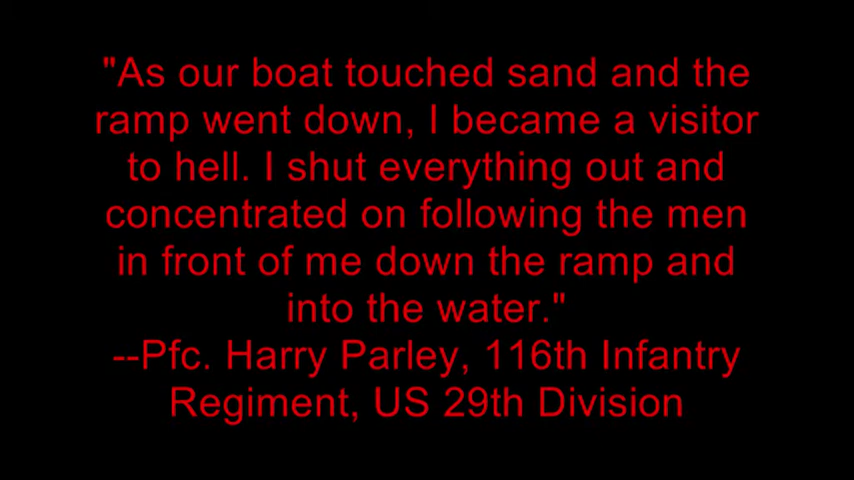 "As our boat touched sand and the
ramp went down, I became a visitor
to hell. I shut everything out and
concentrated on following the men
in front of me down the ramp and
into the water."
--Pfc. Harry Parley, 116th Infantry
Regiment, US 29th Division